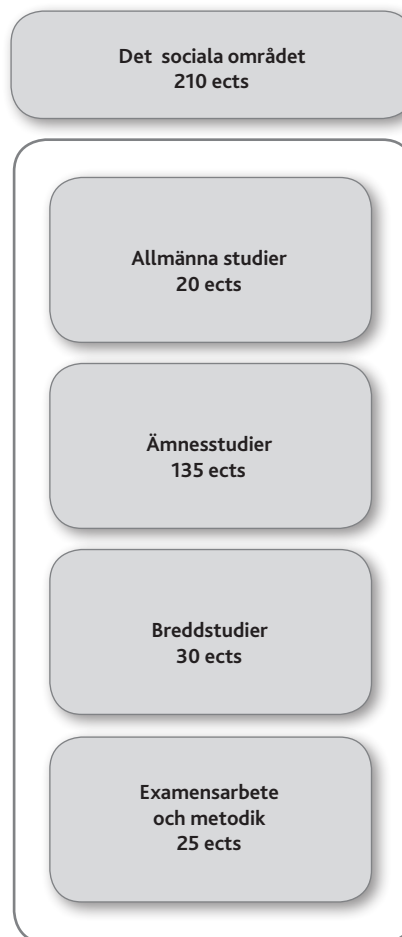 Det sociala området
210 ects
Allmänna studier
20 ects
Ämnesstudier
135 ects
Breddstudier
30 ects
Examensarbete
och metodik
25 ects